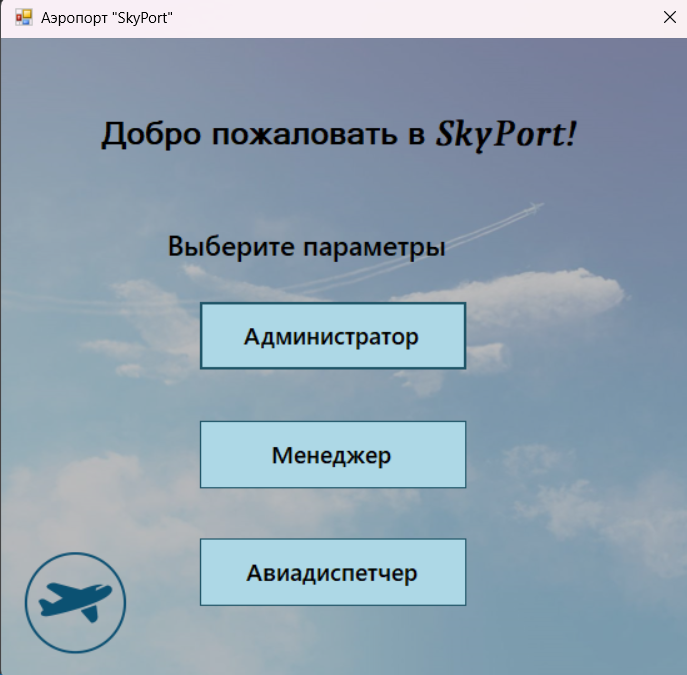 Аэропорт "SkyPort"
Добро пожаловать в SkyPort!
Выберите параметры
Администратор
Менеджер
Авиадиспетчер